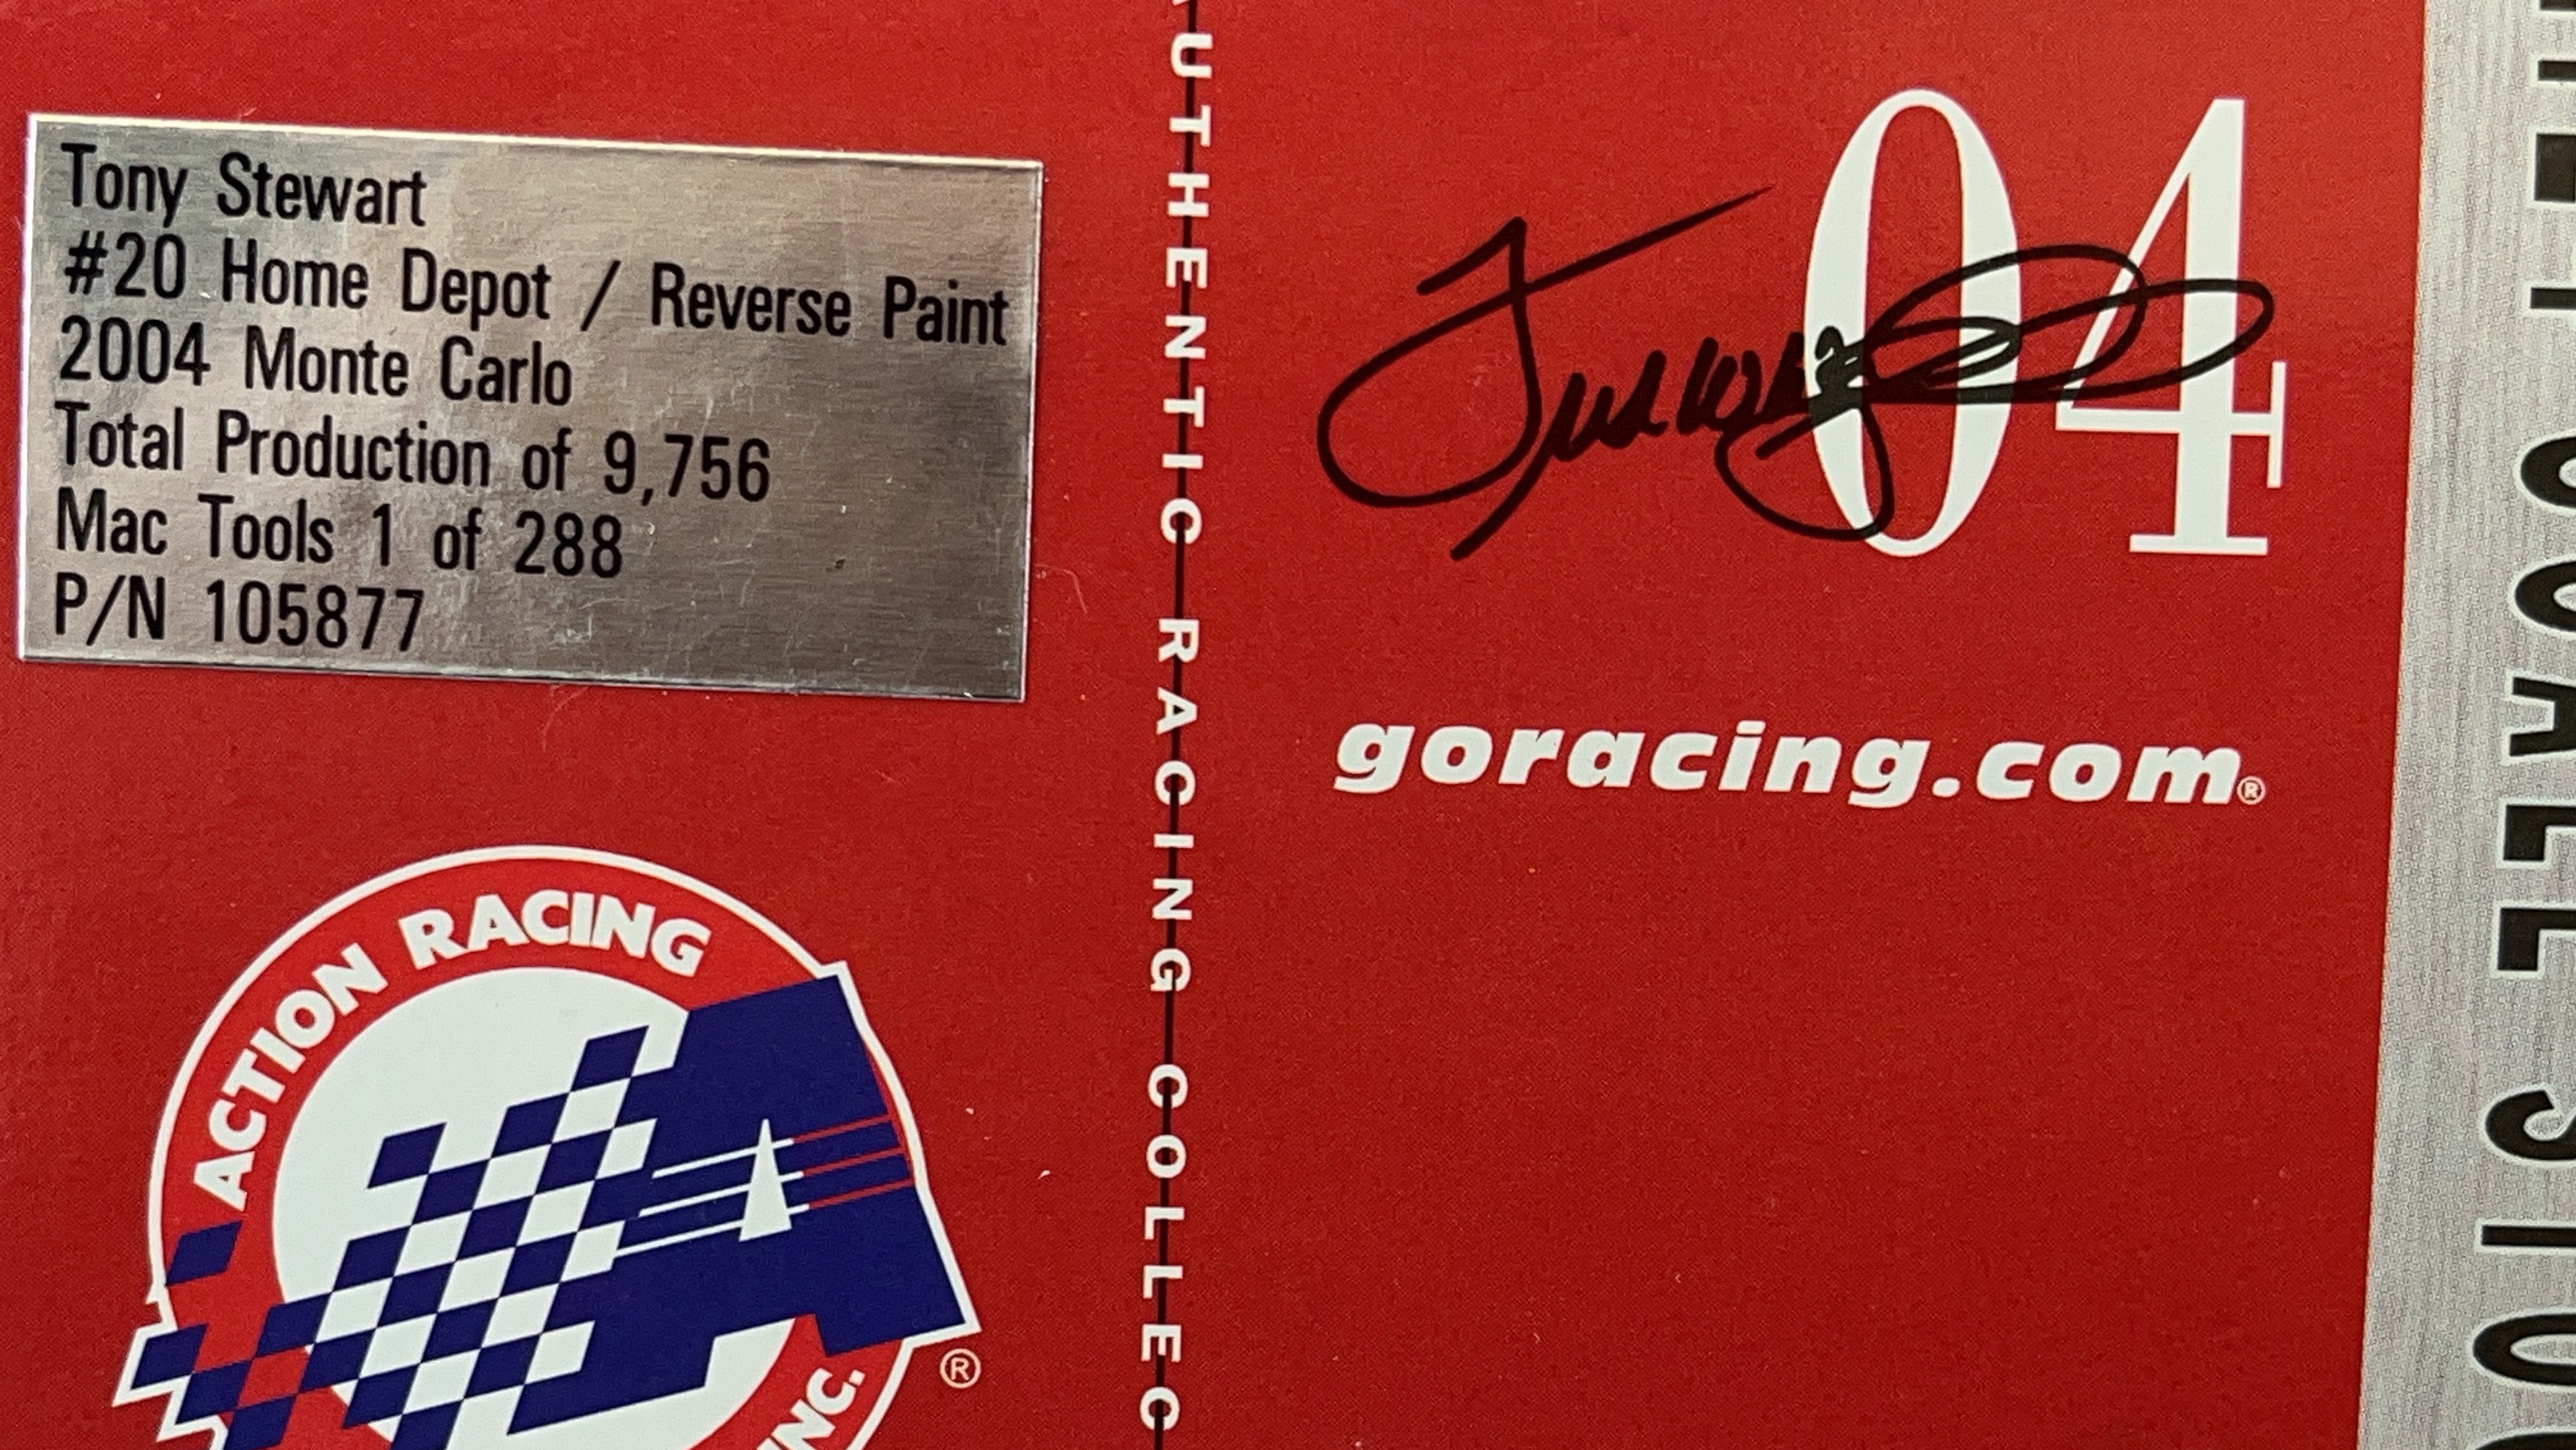 Tony Stewart
#20 Home Depot / Reverse Paint
2004 Monte Carlo
Total Production of 9,756
Mac Tools 1 of 288
P/N 105877
ACTION RACING
INC.
®
UTHENTIC RACING COLLEC
04
goracing.com®